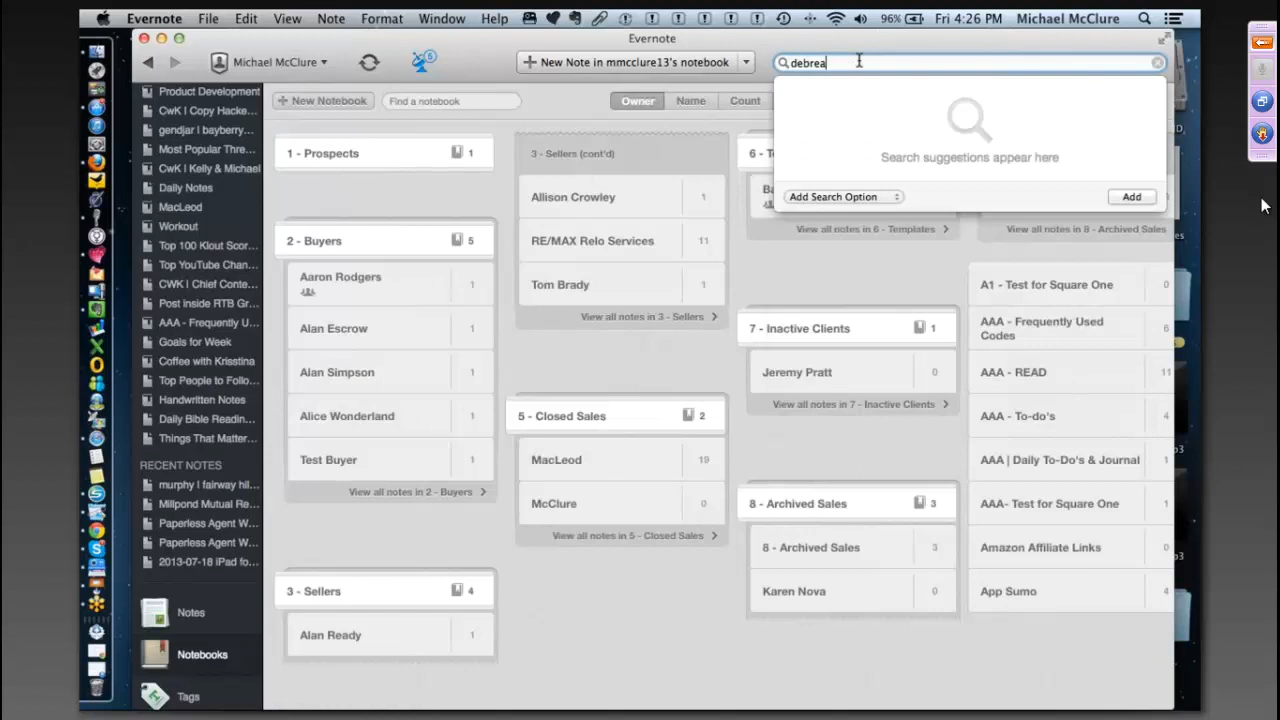 Evernote File Edit View Note Format Window Help 96% Fri 4:26 PM Michael McClure
Evernote
Michael McClure
6
New Note in mmcclure13's notebook
debrea
Search suggestions appear here
Add Search Option
Add
New Notebook
Find a notebook
Owner Name Count
Product Development
CwK | Copy Hacke...
gendjar | bayberry...
Most Popular Thre...
CwK | Kelly & Michael
Daily Notes
MacLeod
Workout
Top 100 Klout Scor...
Top YouTube Chan...
CWK | Chief Conte...
Post inside RTB Gr...
AAA - Frequently U...
Goals for Week
Coffee with Krisstina
Top People to Follo...
Handwritten Notes
Daily Bible Readin...
Things That Matter...
RECENT NOTES
murphy | fairway hil...
Millpond Mutual Re...
Paperless Agent W...
Paperless Agent W...
2013-07-18 iPad fo...
Notes
Notebooks
Tags
1 - Prospects 1
2 - Buyers 5
Aaron Rodgers 1
Alan Escrow 1
Alan Simpson 1
Alice Wonderland 1
Test Buyer 1
View all notes in 2 - Buyers
3 - Sellers 4
Alan Ready 1
3 - Sellers (cont'd)
Allison Crowley 1
RE/MAX Relo Services 11
Tom Brady 1
View all notes in 3 - Sellers
5 - Closed Sales 2
MacLeod 19
McClure 0
View all notes in 5 - Closed Sales
6 - T
Ba
View all notes in 6 - Templates
7 - Inactive Clients 1
Jeremy Pratt 0
View all notes in 7 - Inactive Clients
8 - Archived Sales 3
8 - Archived Sales 3
Karen Nova 0
View all notes in 8 - Archived Sales
A1 - Test for Square One 0
AAA - Frequently Used
Codes 6
AAA - READ 11
AAA - To-do's 4
AAA | Daily To-Do's & Journal 1
AAA- Test for Square One 1
Amazon Affiliate Links 0
App Sumo 4